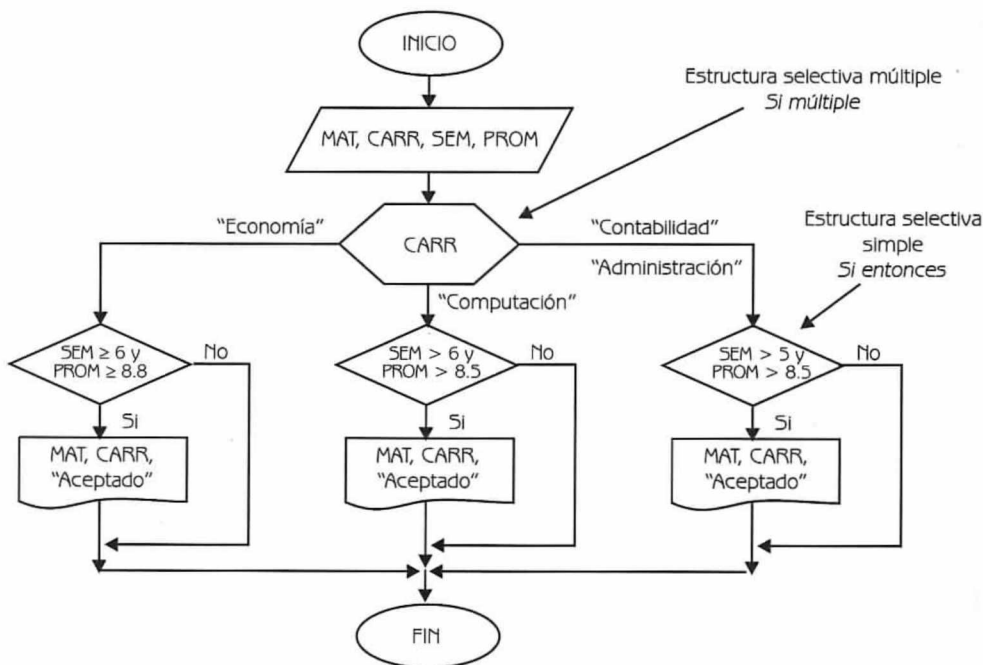 INICIO
Estructura selectiva múltiple
Si múltiple
MAT, CARR, SEM, PROM
"Economía"
CARR
"Contabilidad"
"Administración"
"Computación"
Estructura selectiva
simple
Si entonces
SEM ≥ 6 y
PROM ≥ 8.8
No
Si
MAT, CARR,
"Aceptado"
SEM > 6 y
PROM > 8.5
No
Si
MAT, CARR,
"Aceptado"
SEM > 5 y
PROM > 8.5
No
Si
MAT, CARR,
"Aceptado"
FIN